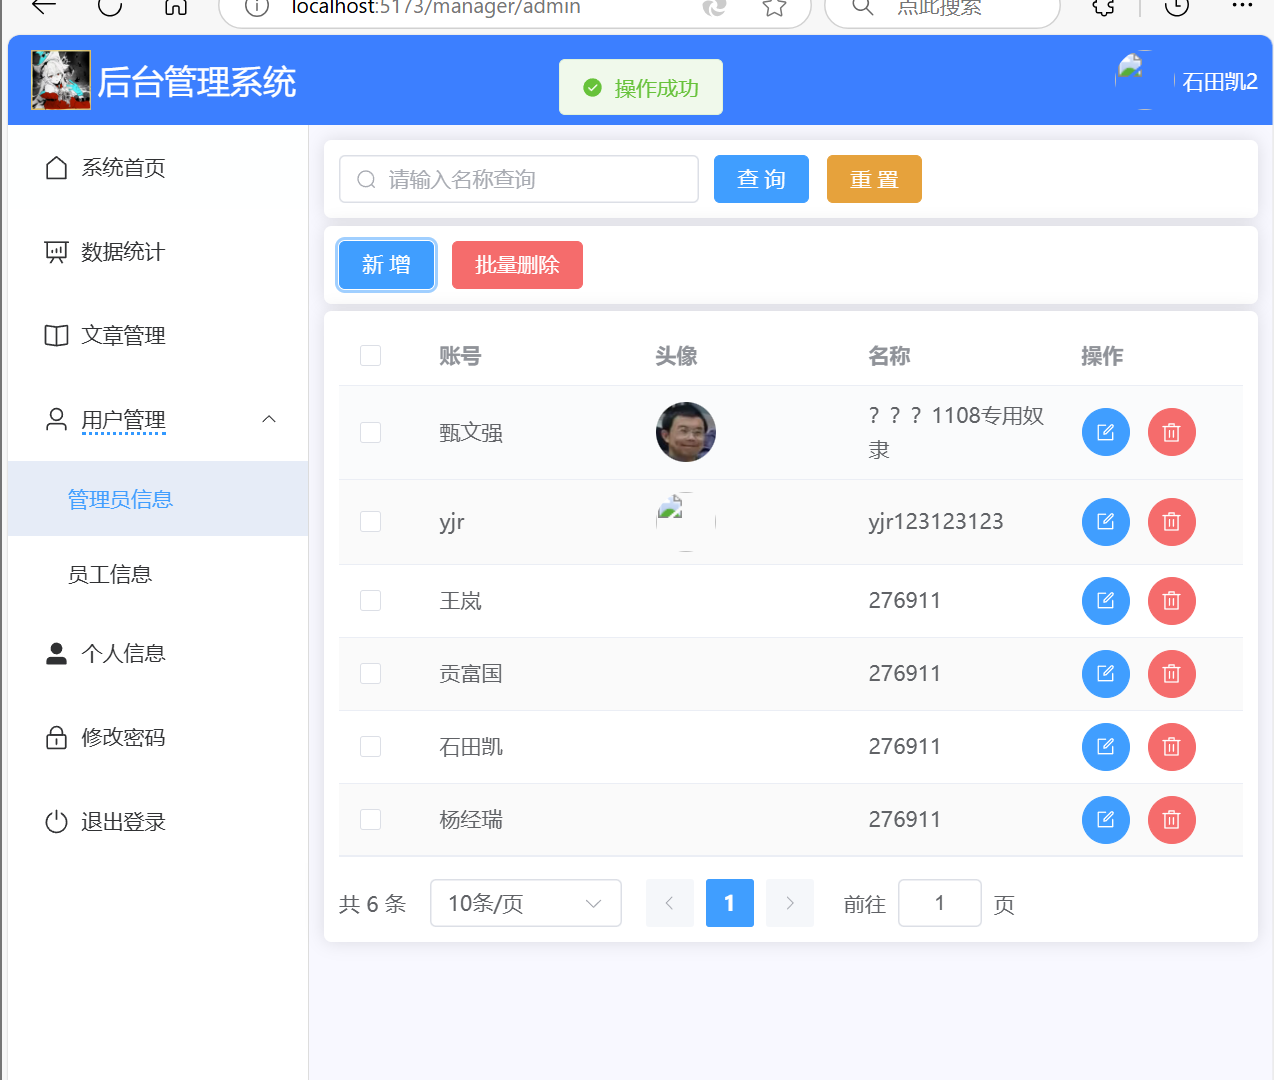 localhost:5173/manager/admin
点此搜索
后台管理系统
操作成功
石田凯2
系统首页
数据统计
文章管理
用户管理
管理员信息
员工信息
个人信息
修改密码
退出登录
请输入名称查询
查 询
重 置
新 增
批量删除
账号 头像 名称 操作
甄文强 ？？？1108专用奴
隶
yjr yjr123123123
王岚 276911
贡富国 276911
石田凯 276911
杨经瑞 276911
共 6 条 10条/页 1 前往 1 页